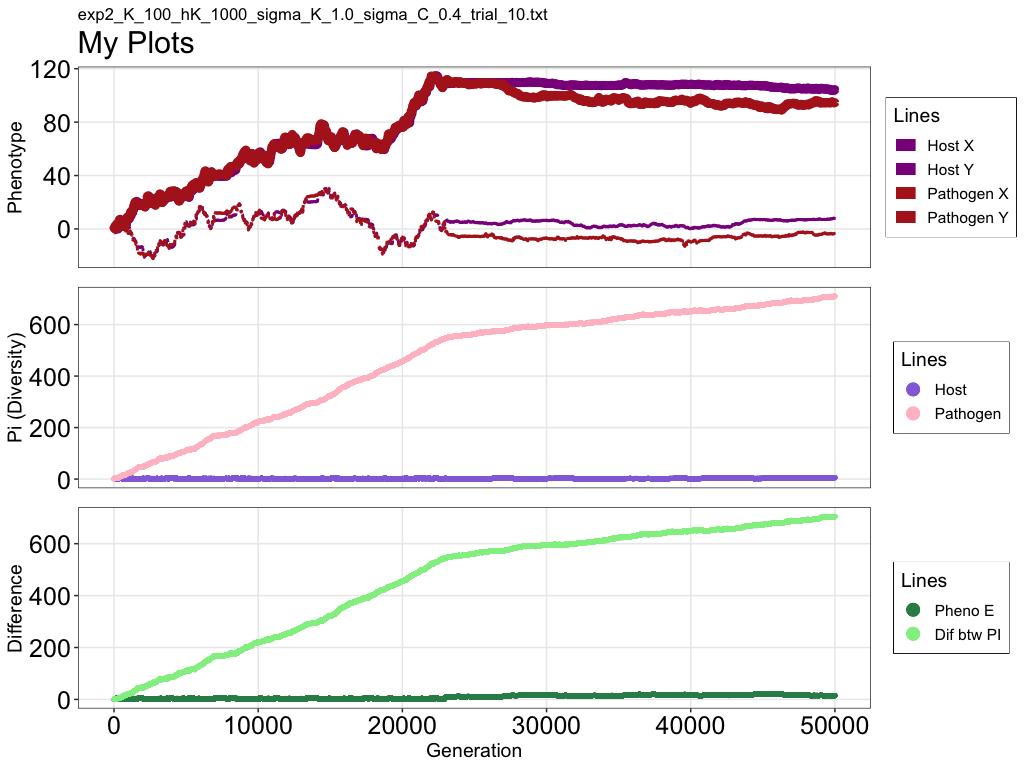 exp2_K_100_hK_1000_sigma_K_1.0_sigma_C_0.4_trial_10.txt
My Plots
Phenotype
120
80
40
0
Lines
Host X
Host Y
Pathogen X
Pathogen Y
Pi (Diversity)
600
400
200
0
Lines
Host
Pathogen
Difference
600
400
200
0
Lines
Pheno E
Dif btw PI
0 10000 20000 30000 40000 50000
Generation